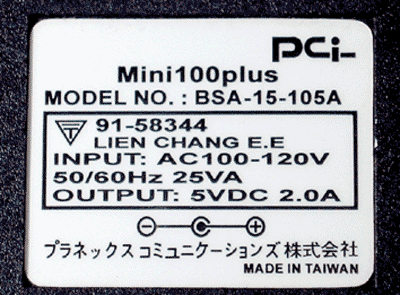 PCi
Mini100plus
MODEL NO. : BSA-15-105A
91-58344
LIEN CHANG E.E
INPUT: AC100-120V
50/60Hz 25VA
OUTPUT: 5VDC 2.0A
プラネックスコミュニケーションズ株式会社
MADE IN TAIWAN